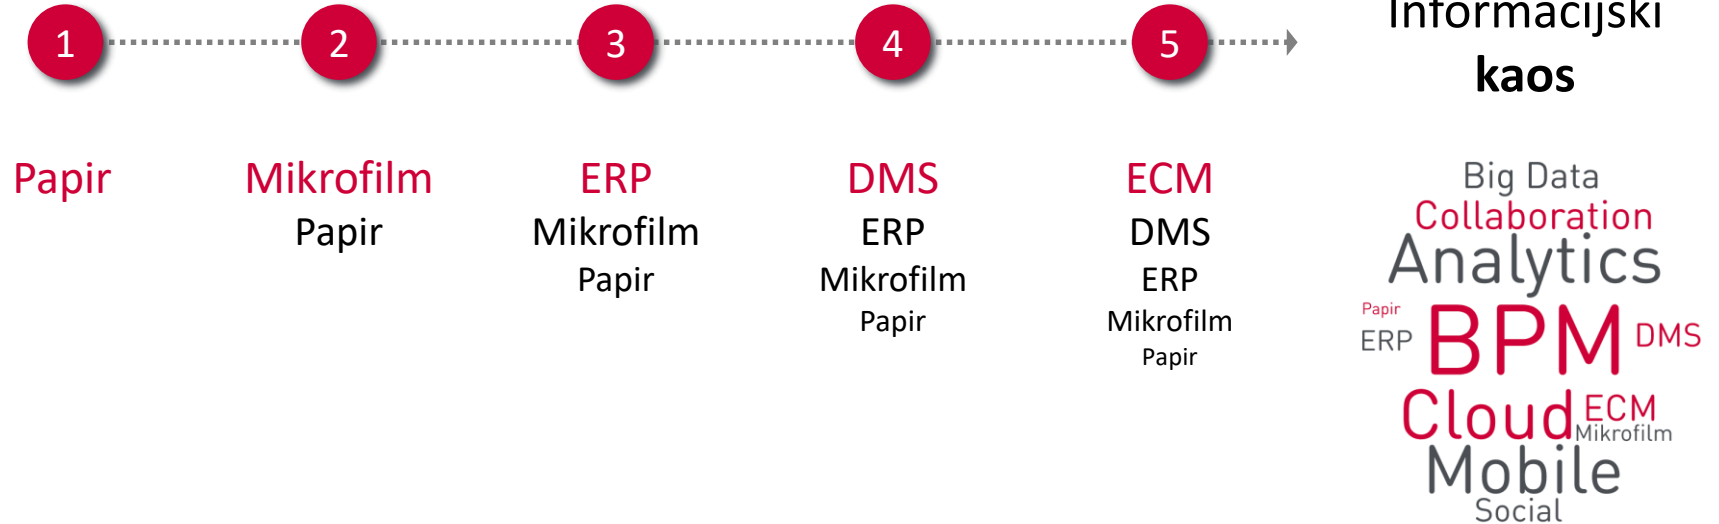 1
2
3
4
5
Informacijski
kaos
Papir
Mikrofilm
Papir
ERP
Mikrofilm
Papir
DMS
ERP
Mikrofilm
Papir
ECM
DMS
ERP
Mikrofilm
Papir
Big Data
Collaboration
Analytics
Papir
ERP
BPM
DMS
Cloud
ECM
Mikrofilm
Mobile
Social